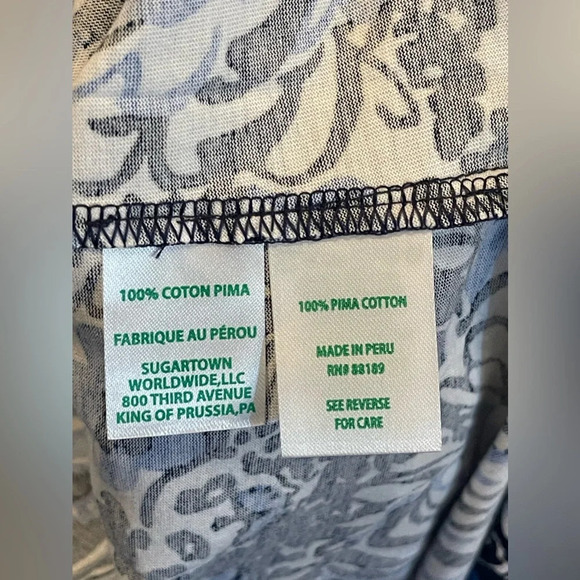 100% COTON PIMA
FABRIQUE AU PÉROU
SUGARTOWN
WORLDWIDE,LLC
800 THIRD AVENUE
KING OF PRUSSIA,PA
100% PIMA COTTON
MADE IN PERU
RN# 88189
SEE REVERSE
FOR CARE